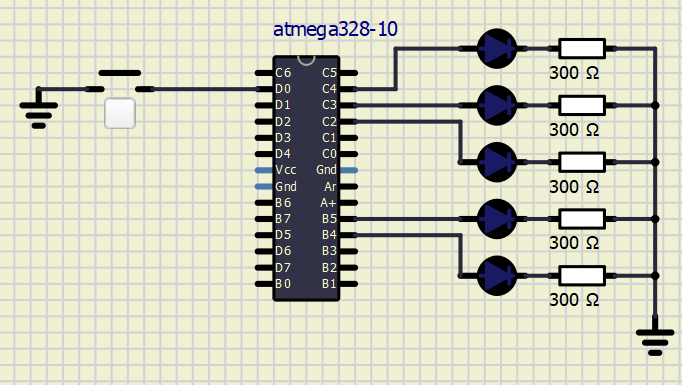 atmega328-10
C6 C5
D0 C4
D1 C3
D2 C2
D3 C1
D4 C0
Vcc Gnd
Gnd Ar
B6 A+
B7 B5
D5 B4
D6 B3
D7 B2
B0 B1
300 Ω
300 Ω
300 Ω
300 Ω
300 Ω